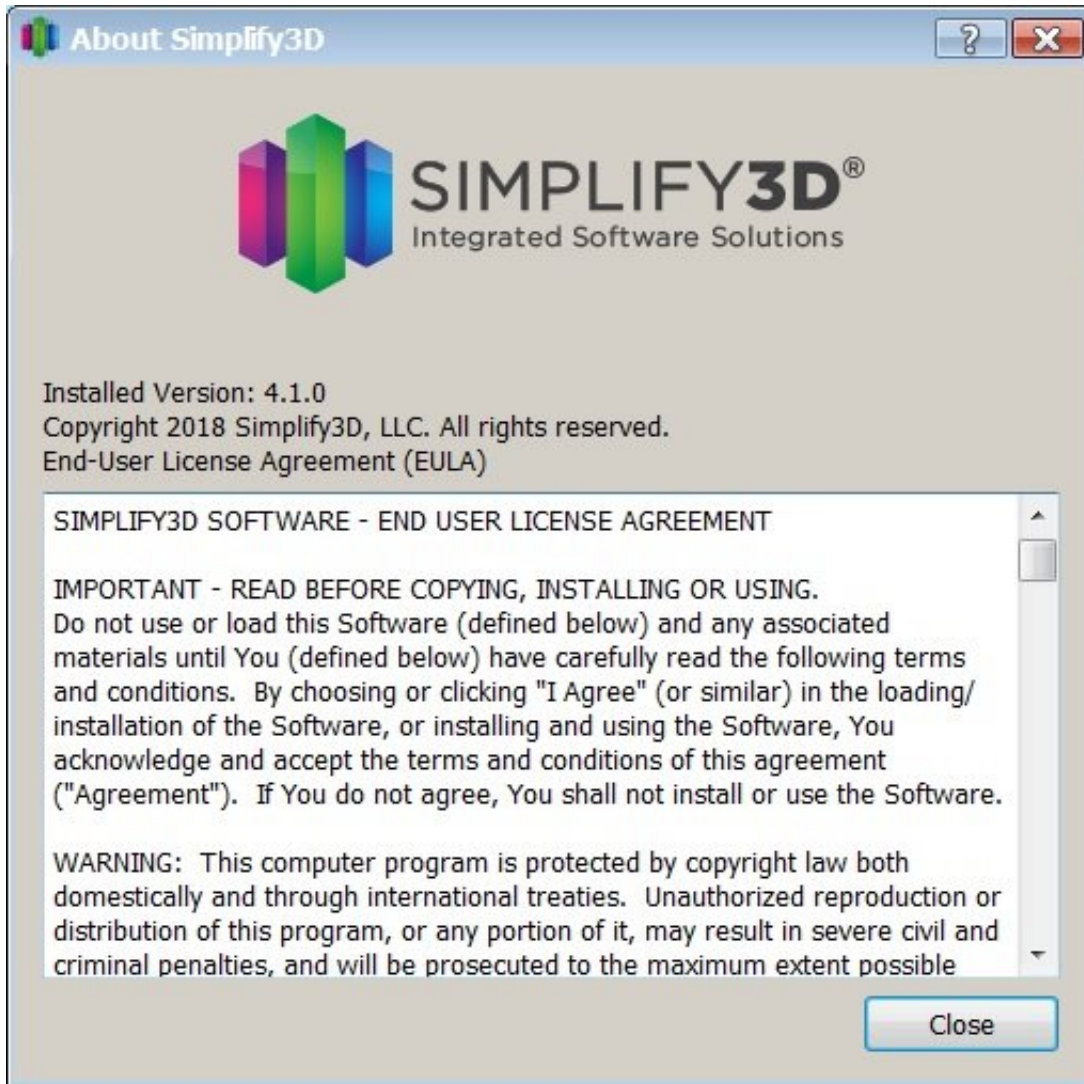 About Simplify3D
SIMPLIFY3D®
Integrated Software Solutions
Installed Version: 4.1.0
Copyright 2018 Simplify3D, LLC. All rights reserved.
End-User License Agreement (EULA)
SIMPLIFY3D SOFTWARE - END USER LICENSE AGREEMENT
IMPORTANT - READ BEFORE COPYING, INSTALLING OR USING.
Do not use or load this Software (defined below) and any associated
materials until You (defined below) have carefully read the following terms
and conditions.  By choosing or clicking "I Agree" (or similar) in the loading/
installation of the Software, or installing and using the Software, You
acknowledge and accept the terms and conditions of this agreement
("Agreement").  If You do not agree, You shall not install or use the Software.
WARNING:  This computer program is protected by copyright law both
domestically and through international treaties.  Unauthorized reproduction or
distribution of this program, or any portion of it, may result in severe civil and
criminal penalties, and will be prosecuted to the maximum extent possible
Close